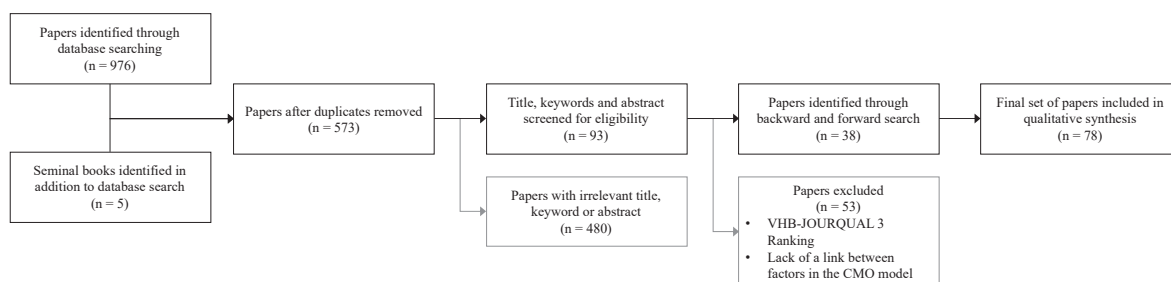 Papers identified through
database searching
(n = 976)
Seminal books identified in
addition to database search
(n = 5)
Papers after duplicates removed
(n = 573)
Title, keywords and abstract
screened for eligibility
(n = 93)
Papers with irrelevant title,
keyword or abstract
(n = 480)
Papers identified through
backward and forward search
(n = 38)
Papers excluded
(n = 53)
• VHB-JOURQUAL 3
Ranking
• Lack of a link between
factors in the CMO model
Final set of papers included in
qualitative synthesis
(n = 78)